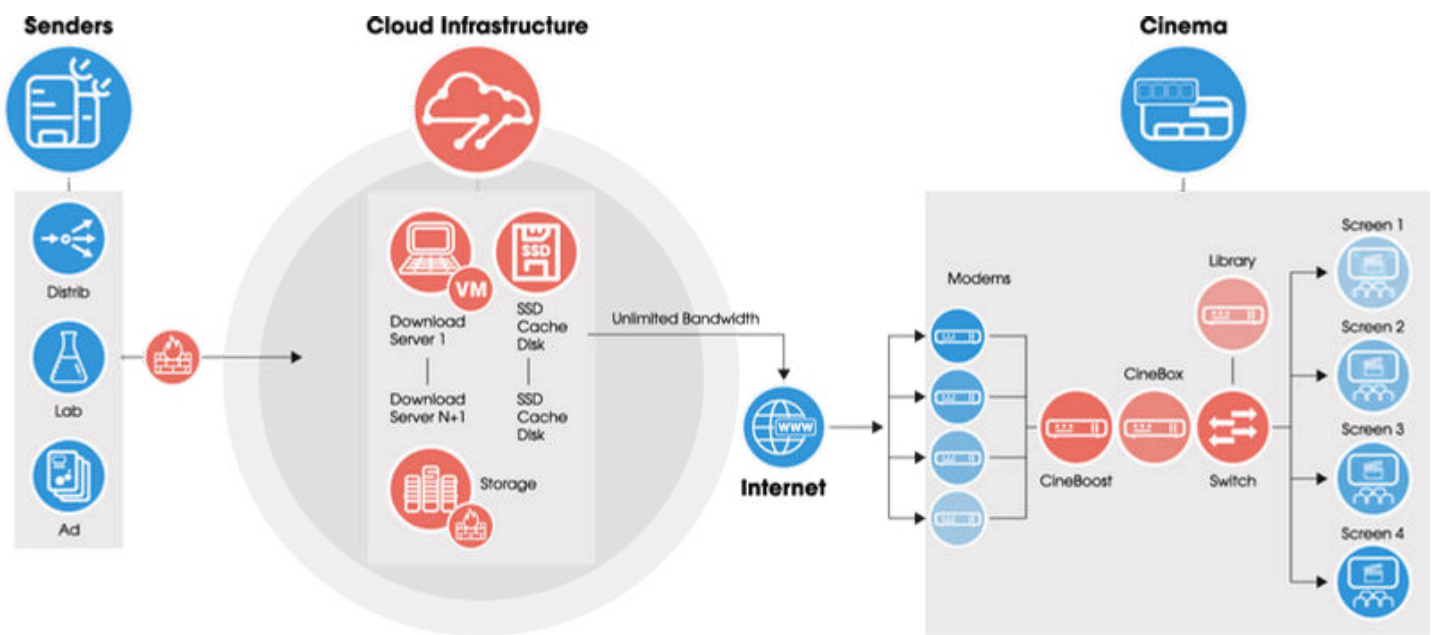 Senders
Cloud Infrastructure
Cinema
Distrib
Lab
Ad
VM
SSD
Download
Server 1
SSD
Cache
Disk
Download
Server N+1
SSD
Cache
Disk
Storage
Unlimited Bandwidth
www
Internet
Modems
CineBoost
CineBox
Library
Switch
Screen 1
Screen 2
Screen 3
Screen 4